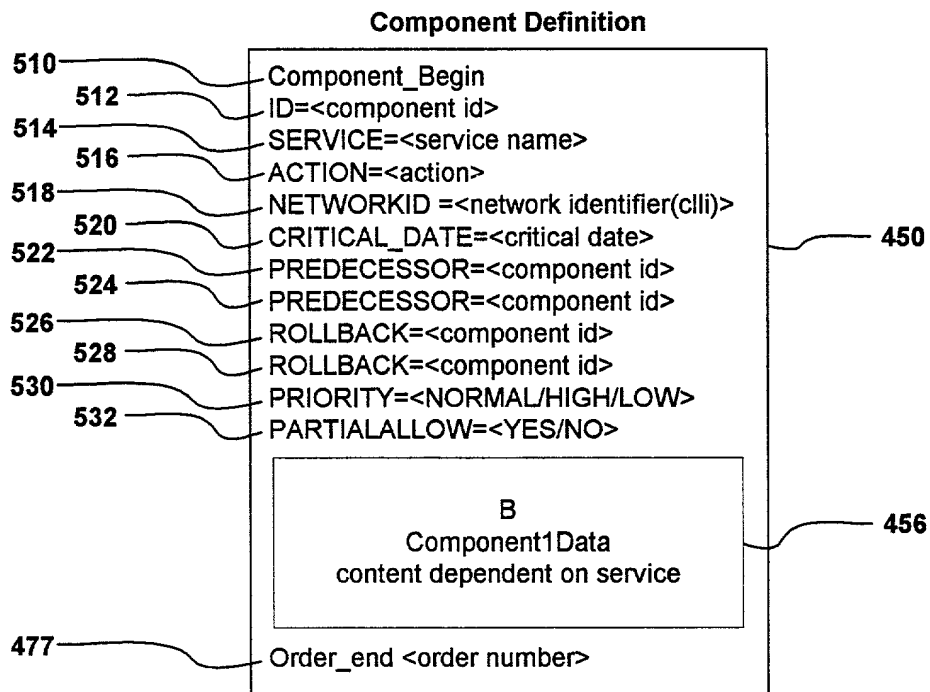 Component Definition
510 Component_Begin
512 ID=<component id>
514 SERVICE=<service name>
516 ACTION=<action>
518 NETWORKID =<network identifier(clli)>
520 CRITICAL_DATE=<critical date> 450
522 PREDECESSOR=<component id>
524 PREDECESSOR=<component id>
526 ROLLBACK=<component id>
528 ROLLBACK=<component id>
530 PRIORITY=<NORMAL/HIGH/LOW>
532 PARTIALALLOW=<YES/NO>
B
Component1Data 456
content dependent on service
477 Order_end <order number>